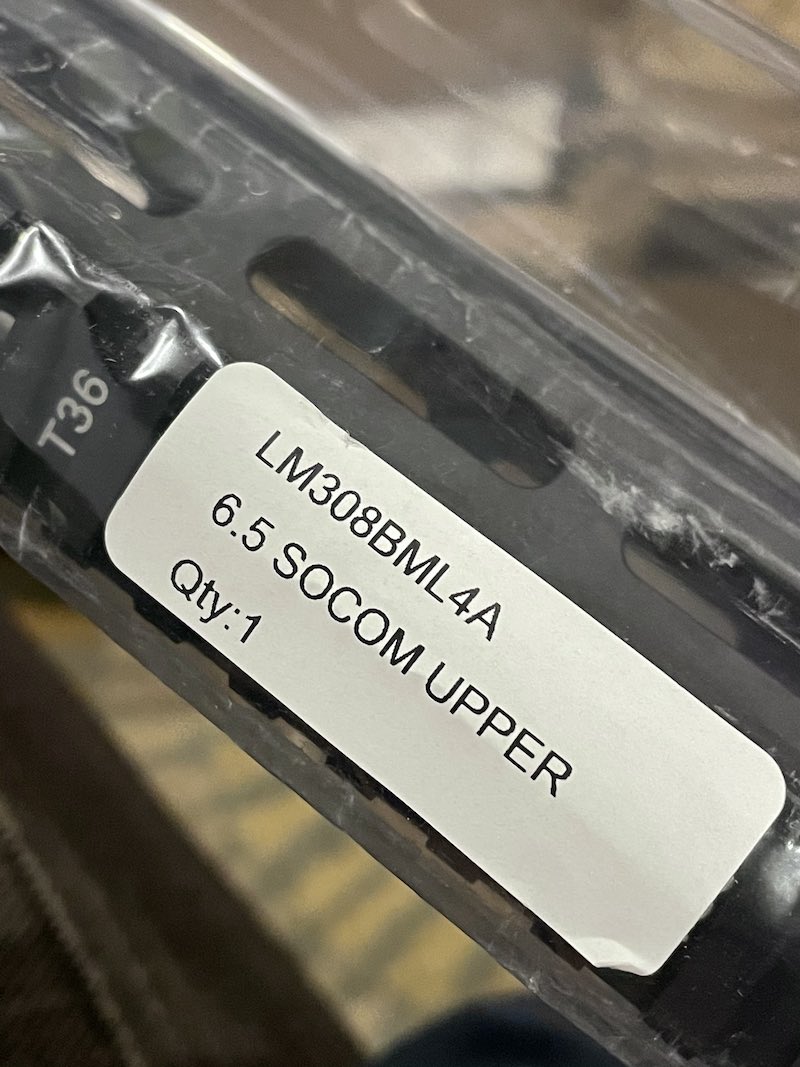 T36
LM308BML4A
6.5 SOCOM UPPER
Qty:1